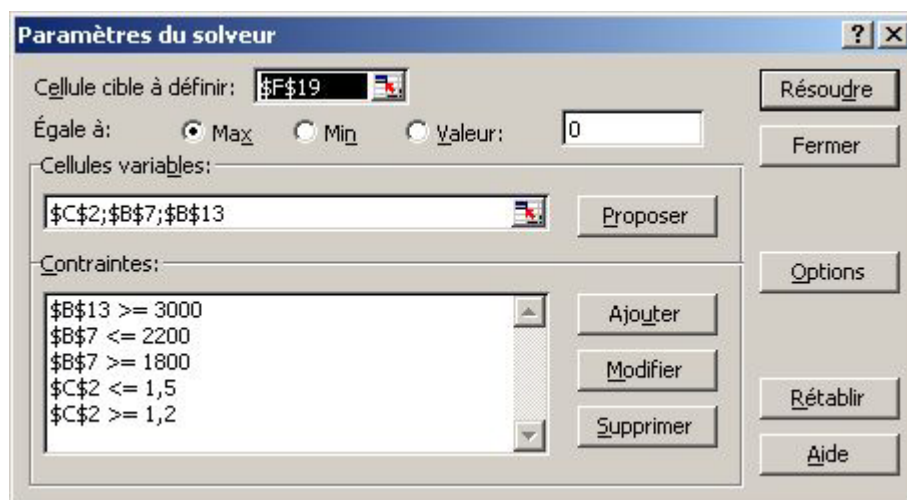 Paramètres du solveur
Cellule cible à définir: $F$19 Résoudre
Égale à: Max Min Valeur: 0 Fermer
Cellules variables:
$C$2;$B$7;$B$13 Proposer
Contraintes: Options
$B$13 >= 3000 Ajouter
$B$7 <= 2200
$B$7 >= 1800 Modifier
$C$2 <= 1,5 Rétablir
$C$2 >= 1,2 Supprimer
Aide